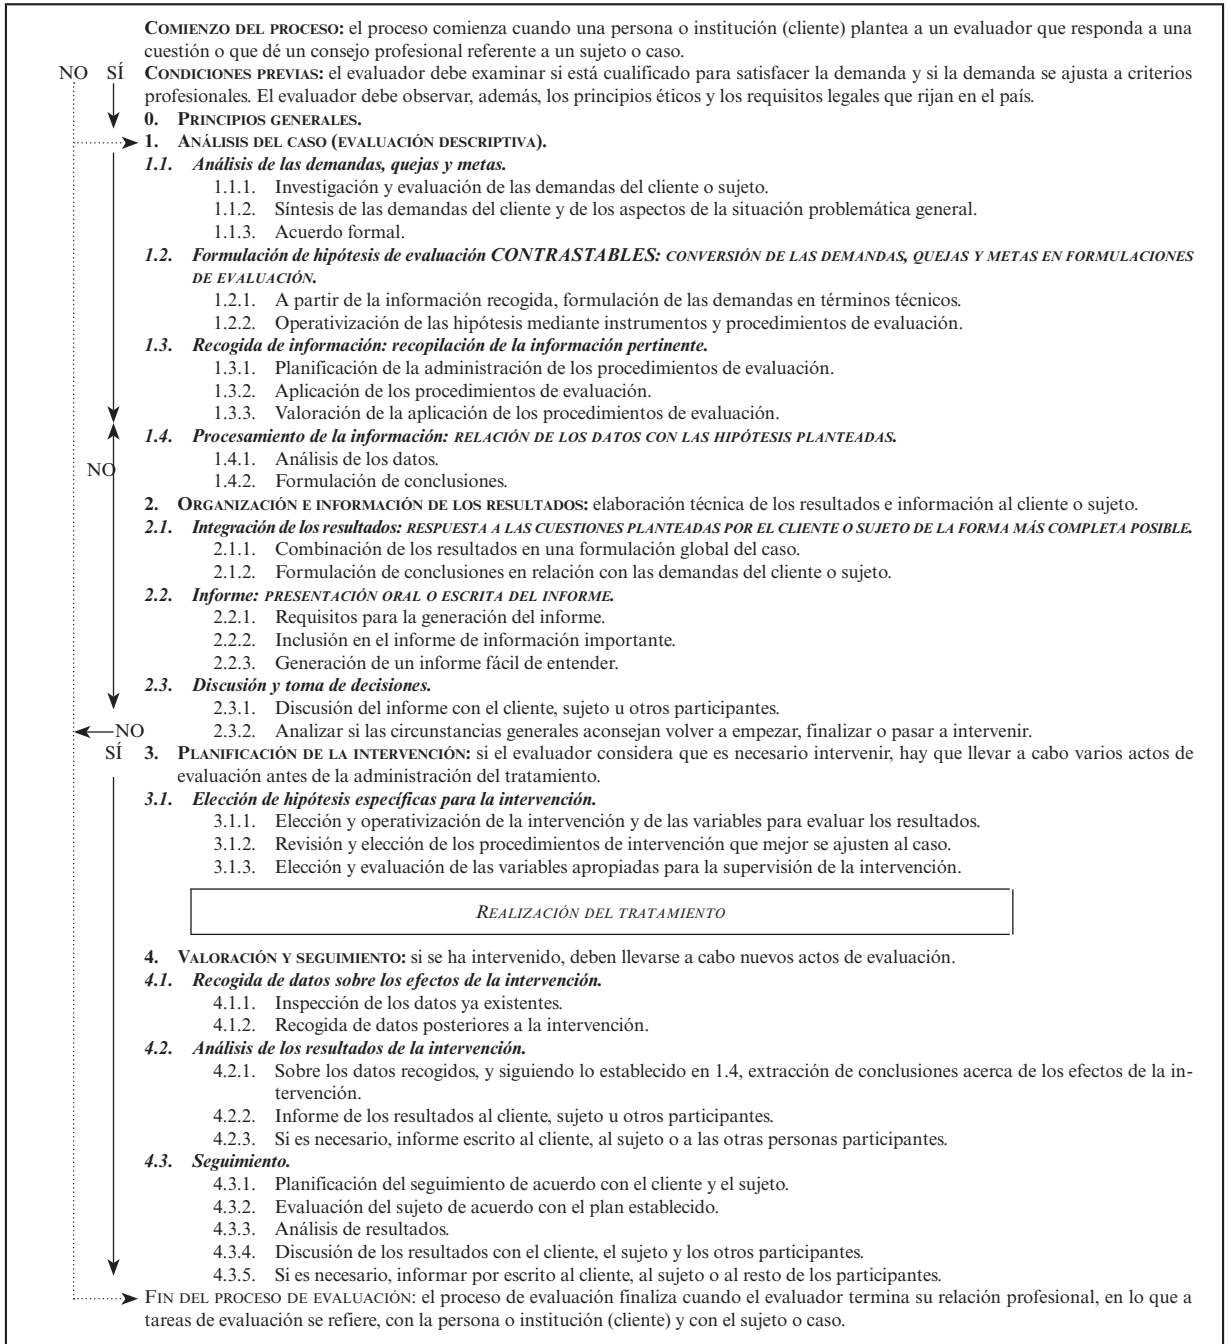 COMIENZO DEL PROCESO: el proceso comienza cuando una persona o institución (cliente) plantea a un evaluador que responda a una
cuestión o que dé un consejo profesional referente a un sujeto o caso.
NO SÍ CONDICIONES PREVIAS: el evaluador debe examinar si está cualificado para satisfacer la demanda y si la demanda se ajusta a criterios
profesionales. El evaluador debe observar, además, los principios éticos y los requisitos legales que rijan en el país.
0. PRINCIPIOS GENERALES.
1. ANÁLISIS DEL CASO (EVALUACIÓN DESCRIPTIVA).
1.1. Análisis de las demandas, quejas y metas.
1.1.1. Investigación y evaluación de las demandas del cliente o sujeto.
1.1.2. Síntesis de las demandas del cliente y de los aspectos de la situación problemática general.
1.1.3. Acuerdo formal.
1.2. Formulación de hipótesis de evaluación CONTRASTABLES: CONVERSIÓN DE LAS DEMANDAS, QUEJAS Y METAS EN FORMULACIONES
DE EVALUACIÓN.
1.2.1. A partir de la información recogida, formulación de las demandas en términos técnicos.
1.2.2. Operativización de las hipótesis mediante instrumentos y procedimientos de evaluación.
1.3. Recogida de información: recopilación de la información pertinente.
1.3.1. Planificación de la administración de los procedimientos de evaluación.
1.3.2. Aplicación de los procedimientos de evaluación.
1.3.3. Valoración de la aplicación de los procedimientos de evaluación.
1.4. Procesamiento de la información: RELACIÓN DE LOS DATOS CON LAS HIPÓTESIS PLANTEADAS.
1.4.1. Análisis de los datos.
NO
1.4.2. Formulación de conclusiones.
2. ORGANIZACIÓN E INFORMACIÓN DE LOS RESULTADOS: elaboración técnica de los resultados e información al cliente o sujeto.
2.1. Integración de los resultados: RESPUESTA A LAS CUESTIONES PLANTEADAS POR EL CLIENTE O SUJETO DE LA FORMA MÁS COMPLETA POSIBLE.
2.1.1. Combinación de los resultados en una formulación global del caso.
2.1.2. Formulación de conclusiones en relación con las demandas del cliente o sujeto.
2.2. Informe: PRESENTACIÓN ORAL O ESCRITA DEL INFORME.
2.2.1. Requisitos para la generación del informe.
2.2.2. Inclusión en el informe de información importante.
2.2.3. Generación de un informe fácil de entender.
2.3. Discusión y toma de decisiones.
2.3.1. Discusión del informe con el cliente, sujeto u otros participantes.
NO 2.3.2. Analizar si las circunstancias generales aconsejan volver a empezar, finalizar o pasar a intervenir.
SÍ 3. PLANIFICACIÓN DE LA INTERVENCIÓN: si el evaluador considera que es necesario intervenir, hay que llevar a cabo varios actos de
evaluación antes de la administración del tratamiento.
3.1. Elección de hipótesis específicas para la intervención.
3.1.1. Elección y operativización de la intervención y de las variables para evaluar los resultados.
3.1.2. Revisión y elección de los procedimientos de intervención que mejor se ajusten al caso.
3.1.3. Elección y evaluación de las variables apropiadas para la supervisión de la intervención.
REALIZACIÓN DEL TRATAMIENTO
4. VALORACIÓN Y SEGUIMIENTO: si se ha intervenido, deben llevarse a cabo nuevos actos de evaluación.
4.1. Recogida de datos sobre los efectos de la intervención.
4.1.1. Inspección de los datos ya existentes.
4.1.2. Recogida de datos posteriores a la intervención.
4.2. Análisis de los resultados de la intervención.
4.2.1. Sobre los datos recogidos, y siguiendo lo establecido en 1.4, extracción de conclusiones acerca de los efectos de la in-
tervención.
4.2.2. Informe de los resultados al cliente, sujeto u otros participantes.
4.2.3. Si es necesario, informe escrito al cliente, al sujeto o a las otras personas participantes.
4.3. Seguimiento.
4.3.1. Planificación del seguimiento de acuerdo con el cliente y el sujeto.
4.3.2. Evaluación del sujeto de acuerdo con el plan establecido.
4.3.3. Análisis de resultados.
4.3.4. Discusión de los resultados con el cliente, el sujeto y los otros participantes.
4.3.5. Si es necesario, informar por escrito al cliente, al sujeto o al resto de los participantes.
FIN DEL PROCESO DE EVALUACIÓN: el proceso de evaluación finaliza cuando el evaluador termina su relación profesional, en lo que a
tareas de evaluación se refiere, con la persona o institución (cliente) y con el sujeto o caso.